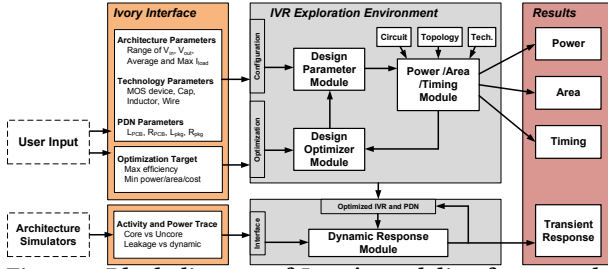 Ivory Interface
IVR Exploration Environment
Results
Architecture Parameters
Range of Vin, Vout,
Average and Max Iload
Technology Parameters
MOS device, Cap,
Inductor, Wire
PDN Parameters
LPCB, RPCB, Lpkg, Rpkg
Optimization Target
Max efficiency
Min power/area/cost
User Input
Configuration
Optimization
Design
Parameter
Module
Design
Optimizer
Module
Circuit
Topology
Tech.
Power /Area
/Timing
Module
Power
Area
Timing
Architecture
Simulators
Activity and Power Trace
Core vs Uncore
Leakage vs dynamic
Interface
Optimized IVR and PDN
Dynamic Response
Module
Transient
Response